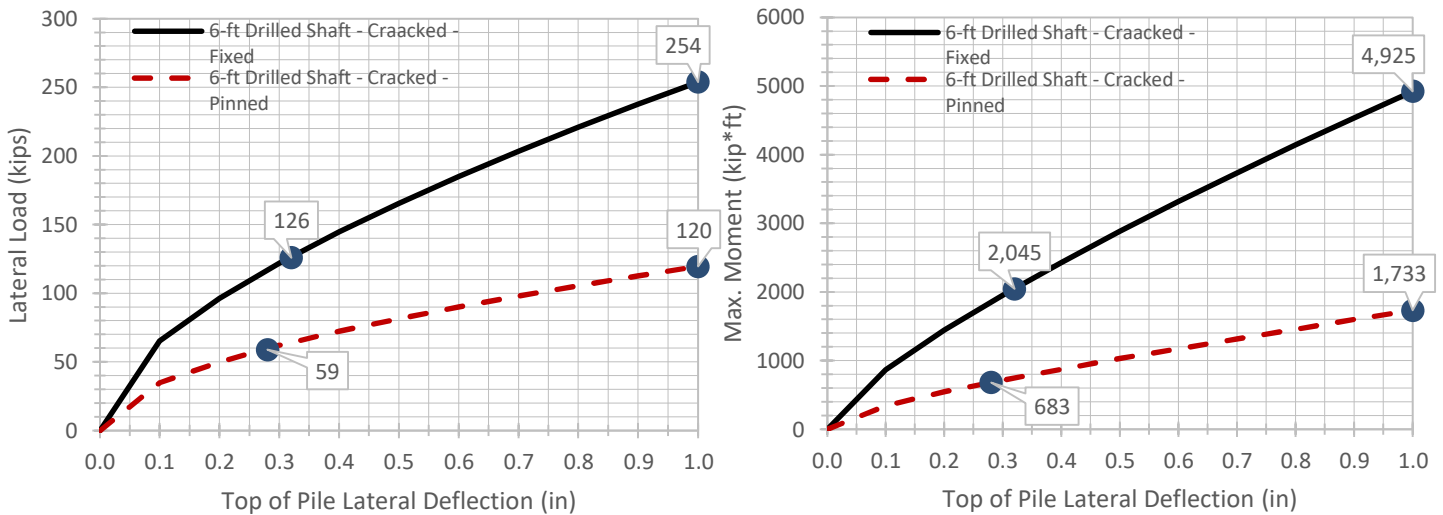 300
250
200
150
100
50
0
Lateral Load (kips)
6-ft Drilled Shaft - Craacked -
Fixed
6-ft Drilled Shaft - Cracked -
Pinned
254
126
120
59
0.0 0.1 0.2 0.3 0.4 0.5 0.6 0.7 0.8 0.9 1.0
Top of Pile Lateral Deflection (in)
6000
5000
4000
3000
2000
1000
0
Max. Moment (kip*ft)
6-ft Drilled Shaft - Cracked -
Fixed
6-ft Drilled Shaft - Cracked -
Pinned
4,925
2,045
1,733
683
0.0 0.1 0.2 0.3 0.4 0.5 0.6 0.7 0.8 0.9 1.0
Top of Pile Lateral Deflection (in)